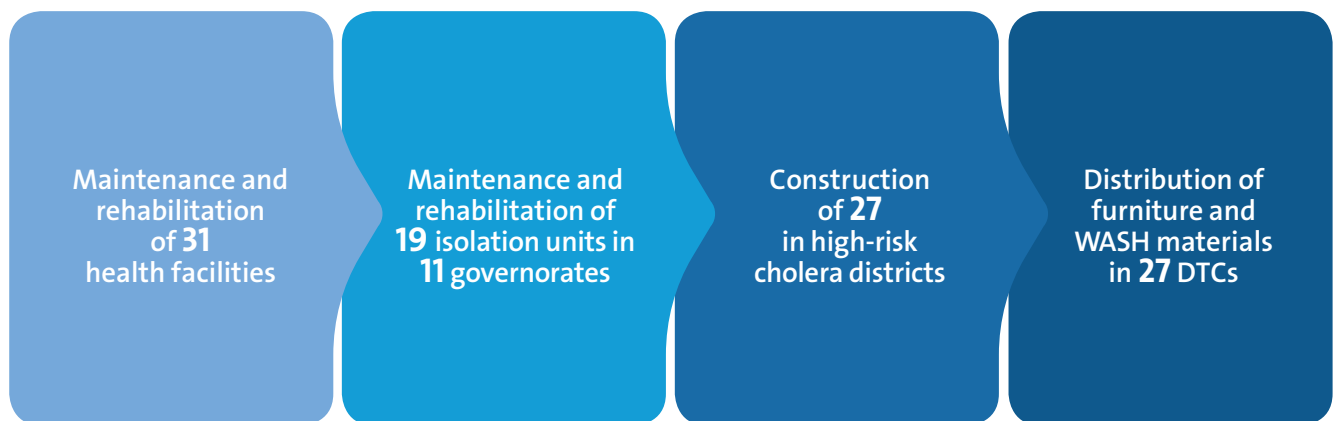 Maintenance and
rehabilitation
of 31
health facilities
Maintenance and
rehabilitation of
19 isolation units in
11 governorates
Construction
of 27
in high-risk
cholera districts
Distribution of
furniture and
WASH materials
in 27 DTCs